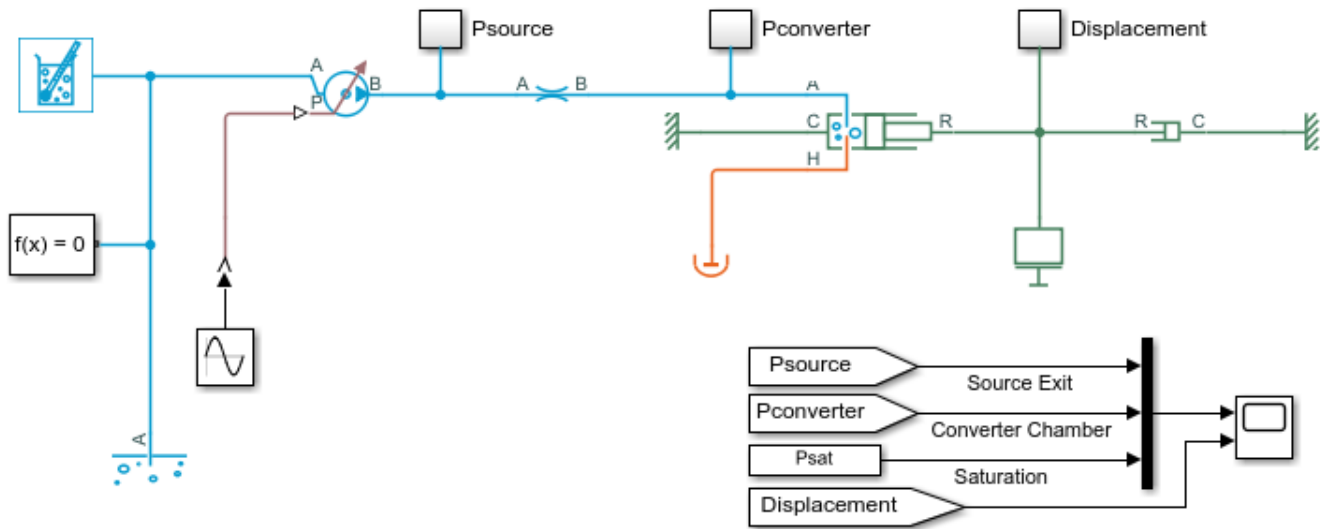 Psource
Pconverter
Displacement
A
B
P
A
B
A
C
R
R
C
H
f(x) = 0
A
Psource
Source Exit
Pconverter
Converter Chamber
Psat
Saturation
Displacement